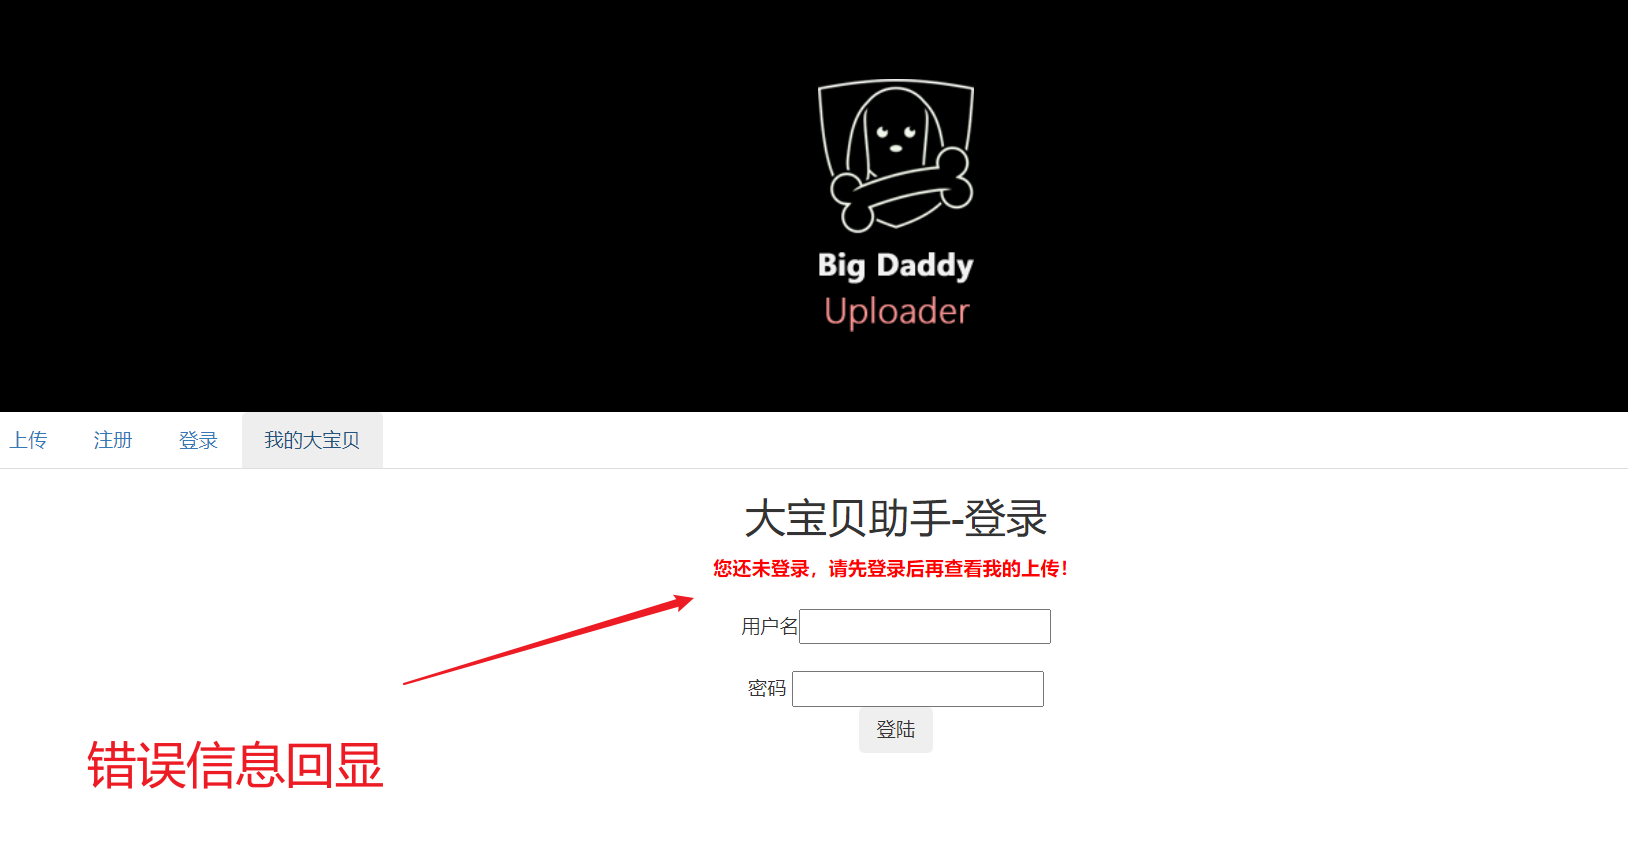 Big Daddy
Uploader
上传 注册 登录 我的大宝贝
大宝贝助手-登录
您还未登录，请先登录后再查看我的上传！
用户名
密码
登陆
错误信息回显